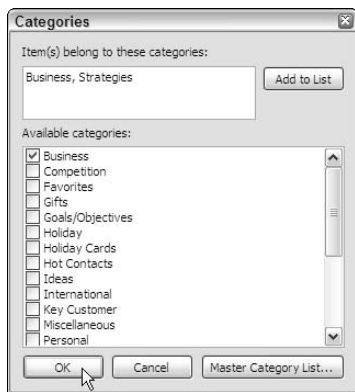 Categories
Item(s) belong to these categories:
Business, Strategies
Add to List
Available categories:
Business
Competition
Favorites
Gifts
Goals/Objectives
Holiday
Holiday Cards
Hot Contacts
Ideas
International
Key Customer
Miscellaneous
Personal
OK
Cancel
Master Category List...